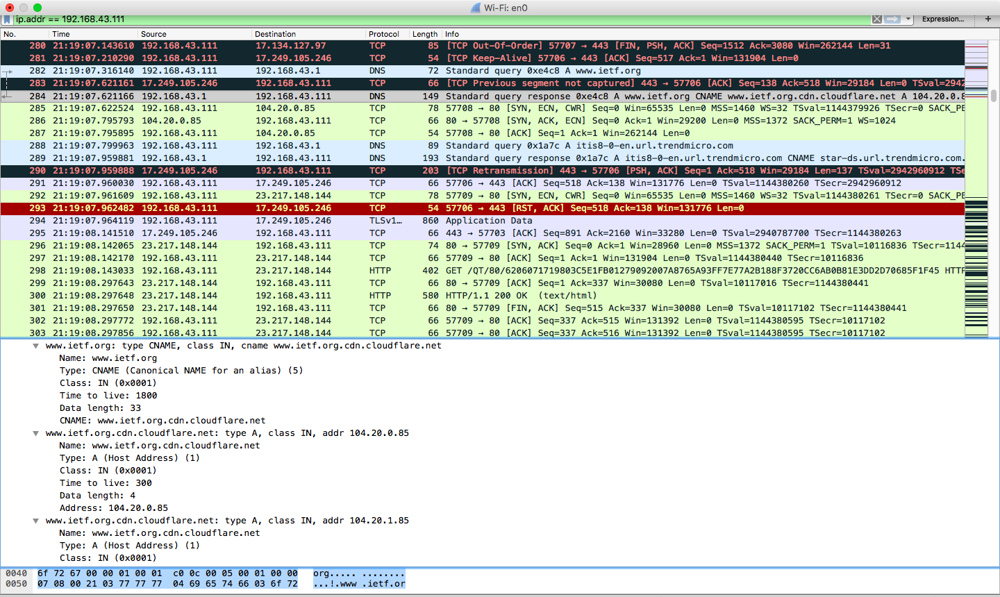 Wi-Fi: en0
ip.addr == 192.168.43.111 Expression... +
No. Time Source Destination Protocol Length Info
280 21:19:07.143610 192.168.43.111 17.134.127.97 TCP 85 [TCP Out-Of-Order] 57707 → 443 [FIN, PSH, ACK] Seq=1512 Ack=3080 Win=262144 Len=31
281 21:19:07.210290 192.168.43.111 17.249.105.246 TCP 54 [TCP Keep-Alive] 57706 → 443 [ACK] Seq=517 Ack=1 Win=131904 Len=0
282 21:19:07.316140 192.168.43.111 192.168.43.1 DNS 72 Standard query 0xe4c8 A www.ietf.org
283 21:19:07.621161 17.249.105.246 192.168.43.111 TCP 66 [TCP Previous segment not captured] 443 → 57706 [ACK] Seq=138 Ack=518 Win=29184 Len=0 TSval=2942
284 21:19:07.621166 192.168.43.1 192.168.43.111 DNS 149 Standard query response 0xe4c8 A www.ietf.org CNAME www.ietf.org.cdn.cloudflare.net A 104.20.0.8
285 21:19:07.622524 192.168.43.111 104.20.0.85 TCP 78 57708 → 80 [SYN, ECN, CWR] Seq=0 Win=65535 Len=0 MSS=1460 WS=32 TSval=1144379926 TSecr=0 SACK_PE
286 21:19:07.795793 104.20.0.85 192.168.43.111 TCP 66 80 → 57708 [SYN, ACK, ECN] Seq=0 Ack=1 Win=29200 Len=0 MSS=1372 SACK_PERM=1 WS=1024
287 21:19:07.795895 192.168.43.111 104.20.0.85 TCP 54 57708 → 80 [ACK] Seq=1 Ack=1 Win=262144 Len=0
288 21:19:07.799963 192.168.43.111 192.168.43.1 DNS 89 Standard query 0x1a7c A itis8-0-en.url.trendmicro.com
289 21:19:07.959881 192.168.43.1 192.168.43.111 DNS 193 Standard query response 0x1a7c A itis8-0-en.url.trendmicro.com CNAME star-ds.url.trendmicro.com.
290 21:19:07.959888 17.249.105.246 192.168.43.111 TCP 203 [TCP Retransmission] 443 → 57706 [PSH, ACK] Seq=1 Ack=518 Win=29184 Len=137 TSval=2942960912 TSe
291 21:19:07.960030 192.168.43.111 17.249.105.246 TCP 66 57706 → 443 [ACK] Seq=518 Ack=138 Win=131776 Len=0 TSval=1144380260 TSecr=2942960912
292 21:19:07.961609 192.168.43.111 23.217.148.144 TCP 78 57709 → 80 [SYN, ECN, CWR] Seq=0 Win=65535 Len=0 MSS=1460 WS=32 TSval=1144380261 TSecr=0 SACK_PE
293 21:19:07.962482 192.168.43.111 17.249.105.246 TCP 54 57706 → 443 [RST, ACK] Seq=518 Ack=138 Win=131776 Len=0
294 21:19:07.964119 192.168.43.111 17.249.105.246 TLSv1... 860 Application Data
295 21:19:08.141510 17.249.105.246 192.168.43.111 TCP 66 443 → 57703 [ACK] Seq=891 Ack=2160 Win=33280 Len=0 TSval=2940787700 TSecr=1144380263
296 21:19:08.142065 23.217.148.144 192.168.43.111 TCP 74 80 → 57709 [SYN, ACK] Seq=0 Ack=1 Win=28960 Len=0 MSS=1372 SACK_PERM=1 TSval=10116836 TSecr=1144
297 21:19:08.142170 192.168.43.111 23.217.148.144 TCP 66 57709 → 80 [ACK] Seq=1 Ack=1 Win=131904 Len=0 TSval=1144380440 TSecr=10116836
298 21:19:08.143033 192.168.43.111 23.217.148.144 HTTP 402 GET /QT/80/6206071719803C5E1FB01279092007A8765A93FF7E77A2B188F3720CC6AB0B81E3DD2D70685F1F45 HTTP
299 21:19:08.297643 23.217.148.144 192.168.43.111 TCP 66 80 → 57709 [ACK] Seq=1 Ack=337 Win=30080 Len=0 TSval=10117016 TSecr=1144380441
300 21:19:08.297648 23.217.148.144 192.168.43.111 HTTP 580 HTTP/1.1 200 OK (text/html)
301 21:19:08.297650 23.217.148.144 192.168.43.111 TCP 66 80 → 57709 [FIN, ACK] Seq=515 Ack=337 Win=30080 Len=0 TSval=10117102 TSecr=1144380441
302 21:19:08.297772 192.168.43.111 23.217.148.144 TCP 66 57709 → 80 [ACK] Seq=337 Ack=515 Win=131392 Len=0 TSval=1144380595 TSecr=10117102
303 21:19:08.297856 192.168.43.111 23.217.148.144 TCP 66 57709 → 80 [ACK] Seq=337 Ack=516 Win=131392 Len=0 TSval=1144380595 TSecr=10117102
www.ietf.org: type CNAME, class IN, cname www.ietf.org.cdn.cloudflare.net
Name: www.ietf.org
Type: CNAME (Canonical NAME for an alias) (5)
Class: IN (0x0001)
Time to live: 1800
Data length: 33
CNAME: www.ietf.org.cdn.cloudflare.net
www.ietf.org.cdn.cloudflare.net: type A, class IN, addr 104.20.0.85
Name: www.ietf.org.cdn.cloudflare.net
Type: A (Host Address) (1)
Class: IN (0x0001)
Time to live: 300
Data length: 4
Address: 104.20.0.85
www.ietf.org.cdn.cloudflare.net: type A, class IN, addr 104.20.1.85
Name: www.ietf.org.cdn.cloudflare.net
Type: A (Host Address) (1)
Class: IN (0x0001)
0040 6f 72 67 00 00 01 00 01 c0 0c 00 05 00 01 00 00 org..... ........
0050 07 08 00 21 03 77 77 77 04 69 65 74 66 03 6f 72 ...!.www .ietf.or